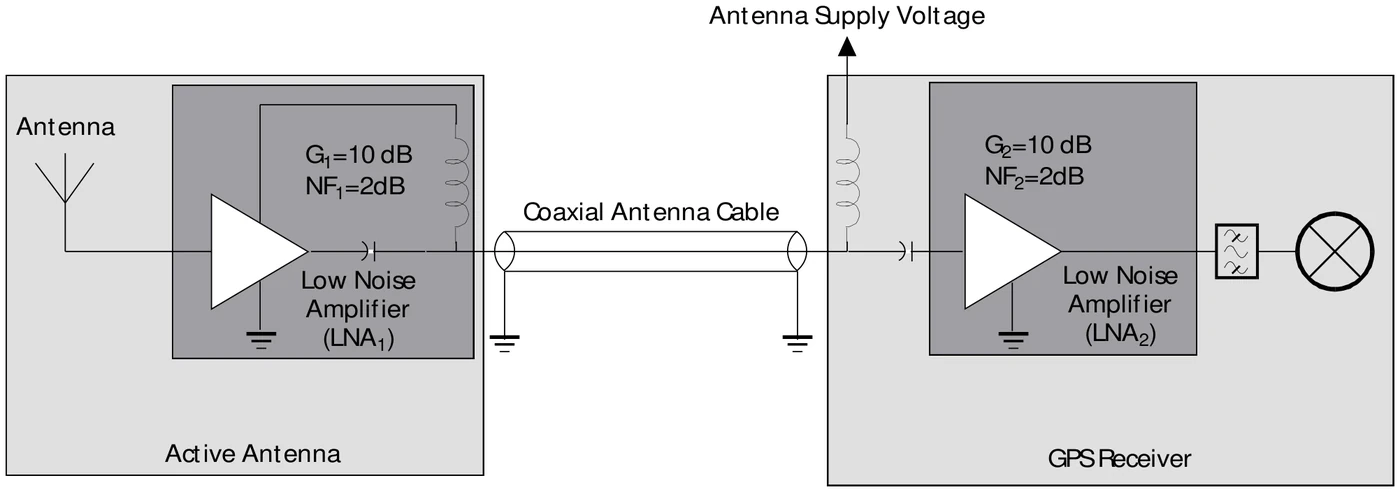 Antenna Supply Voltage
Antenna
G1=10 dB
NF1=2dB
Low Noise
Amplifier
(LNA1)
Active Antenna
Coaxial Antenna Cable
G2=10 dB
NF2=2dB
Low Noise
Amplifier
(LNA2)
GPS Receiver